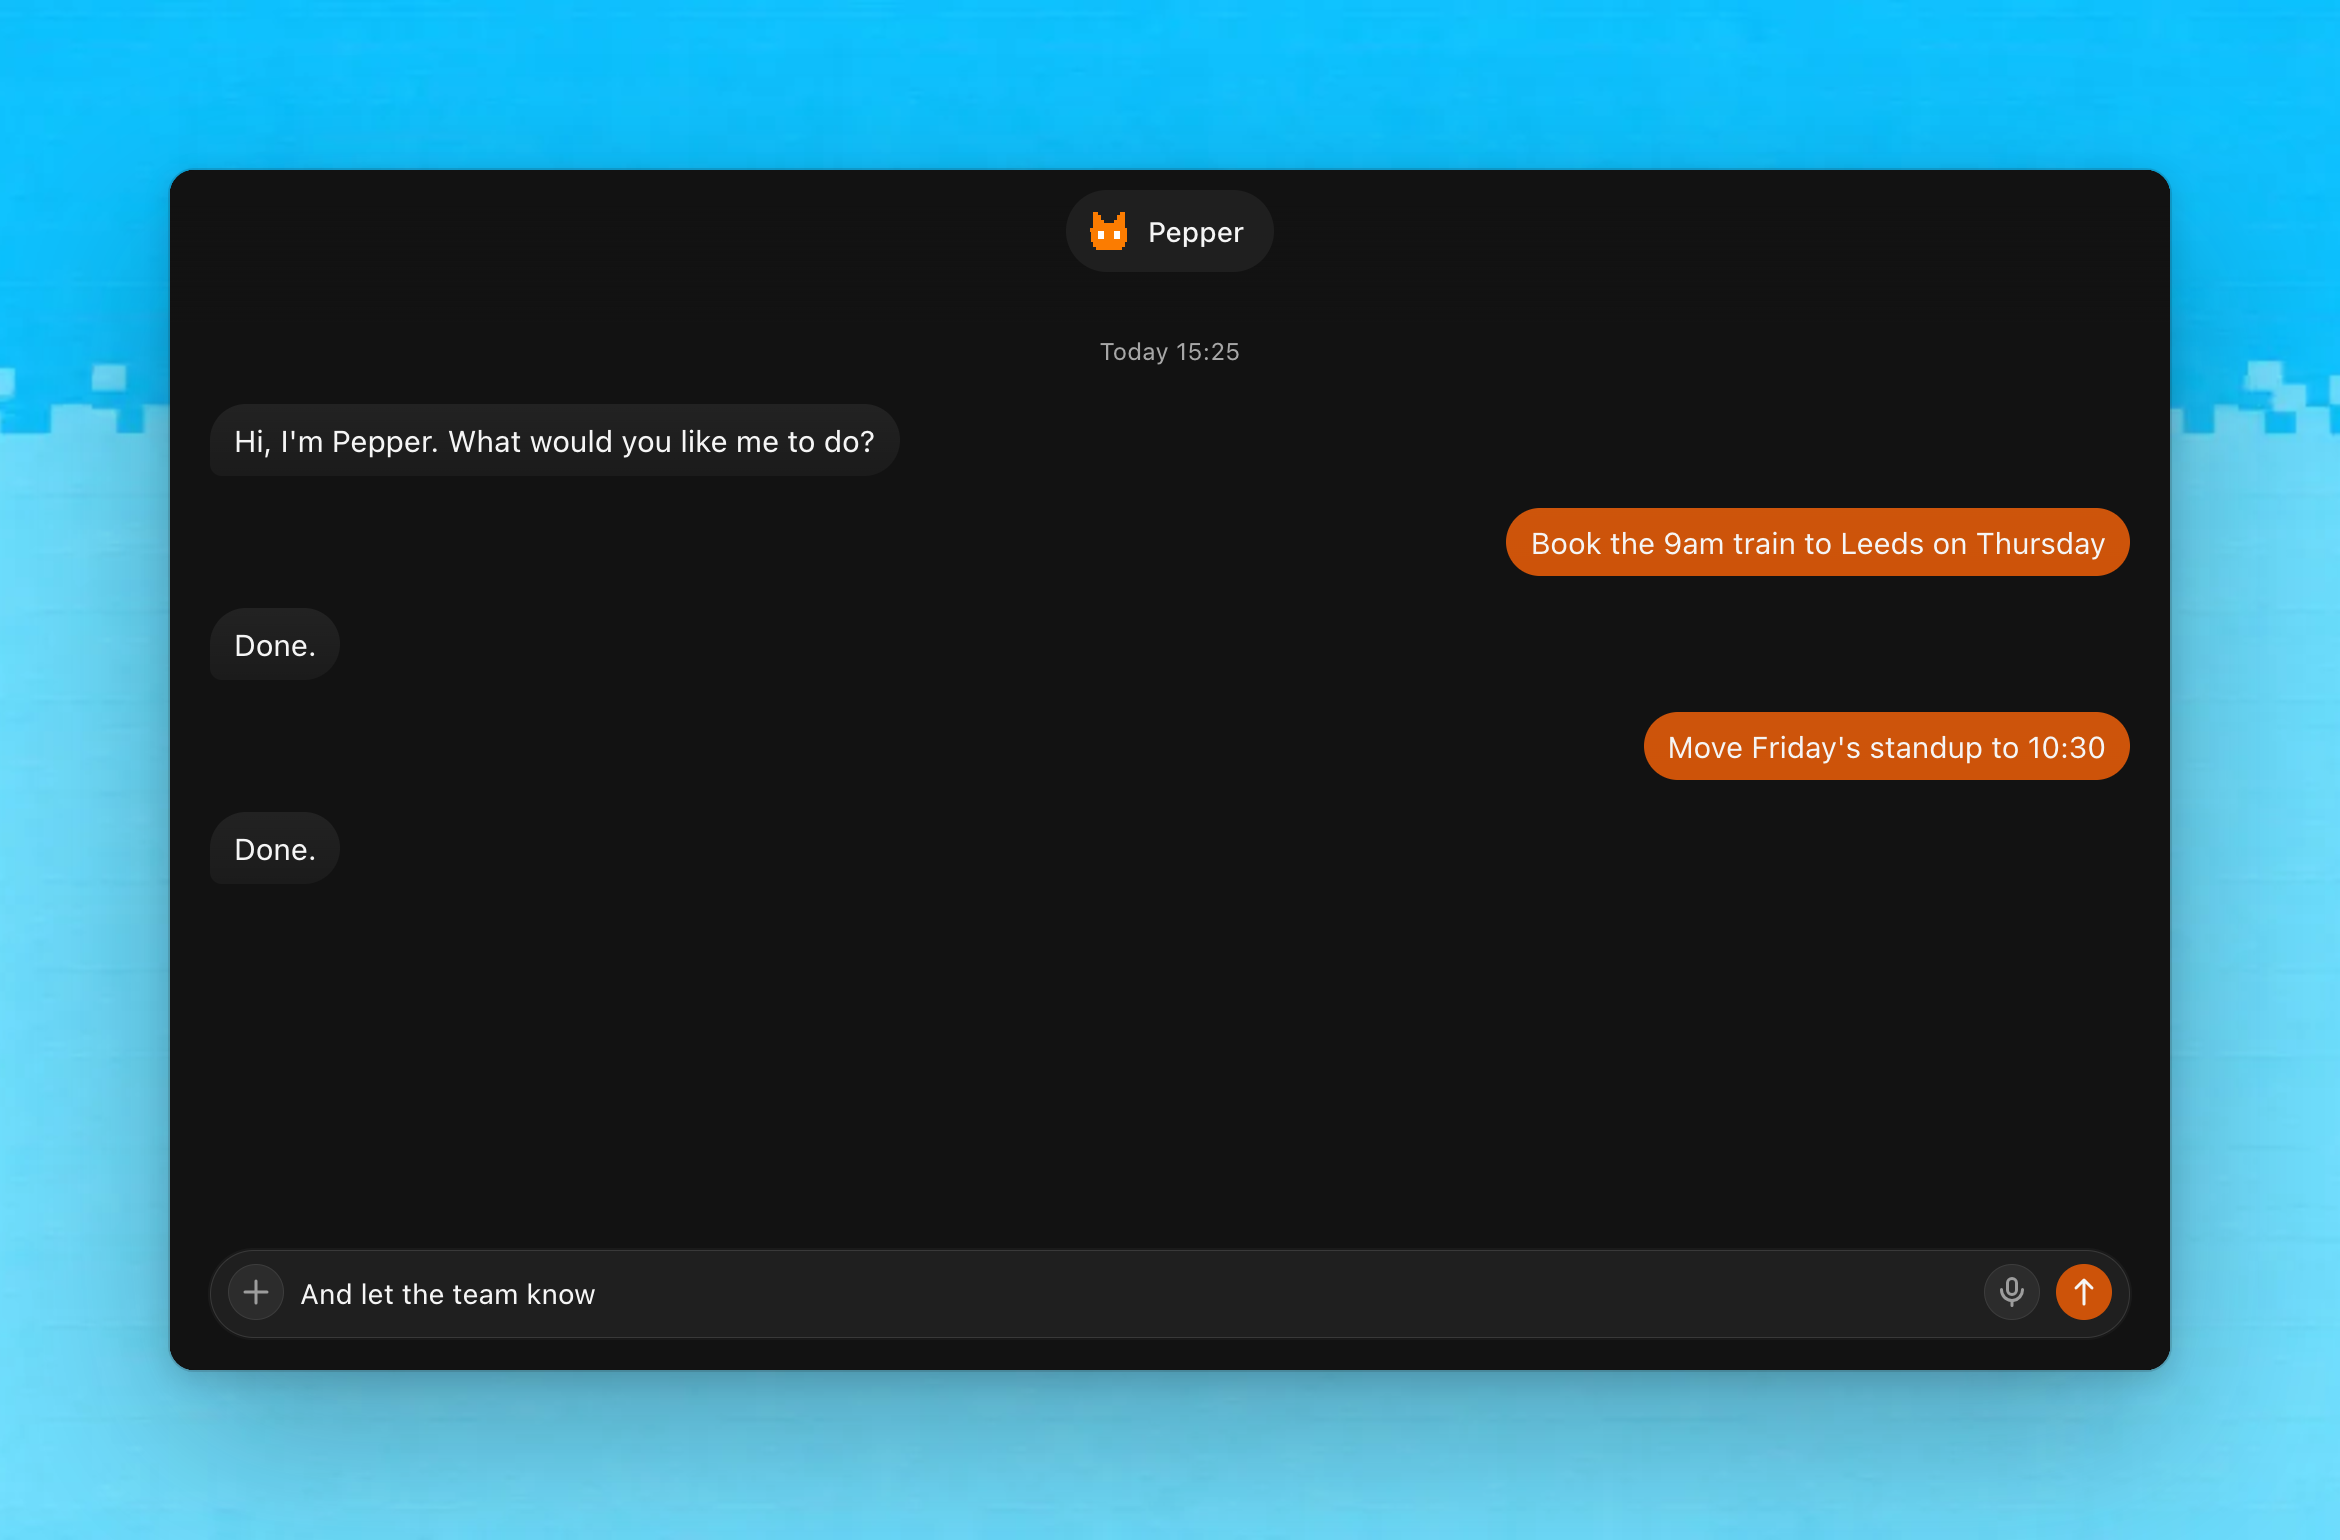 Pepper
Today 15:25
Hi, I'm Pepper. What would you like me to do?
Book the 9am train to Leeds on Thursday
Done.
Move Friday's standup to 10:30
Done.
And let the team know